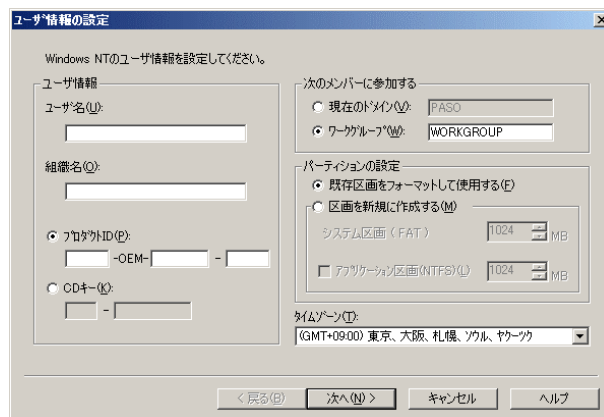 ユーザ情報の設定
Windows NTのユーザ情報を設定してください。
ユーザ情報
ユーザ名(U):
組織名(O):
プロダクトID(P):
-OEM- -
CDキー(K):
-
次のメンバーに参加する
現在のドメイン(V): PASO
ワークグループ(W): WORKGROUP
パーティションの設定
既存区画をフォーマットして使用する(F)
区画を新規に作成する(M)
システム区画(FAT) 1024 MB
アプリケーション区画(NTFS)(L) 1024 MB
タイムゾーン(T):
(GMT+09:00) 東京、大阪、札幌、ソウル、ヤクーツク
< 戻る(B) 次へ(N) > キャンセル ヘルプ